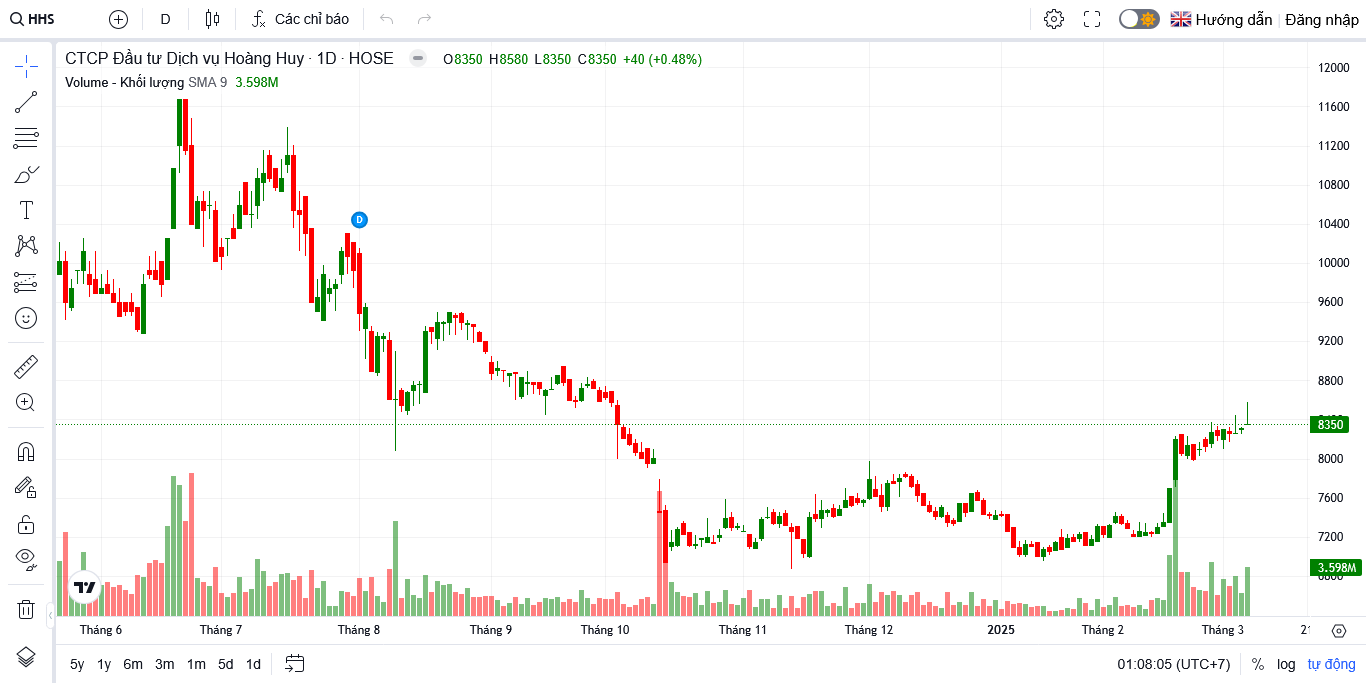 HHS D Các chỉ báo Hướng dẫn Đăng nhập
CTCP Đầu tư Dịch vụ Hoàng Huy · 1D · HOSE O8350 H8580 L8350 C8350 +40 (+0.48%)
Volume - Khối lượng SMA 9 3.598M
D
12000
11600
11200
10800
10400
10000
9600
9200
8800
8350
8000
7600
7200
3.598M
6800
Tháng 6 Tháng 7 Tháng 8 Tháng 9 Tháng 10 Tháng 11 Tháng 12 2025 Tháng 2 Tháng 3
5y 1y 6m 3m 1m 5d 1d 01:08:05 (UTC+7) % log tự động